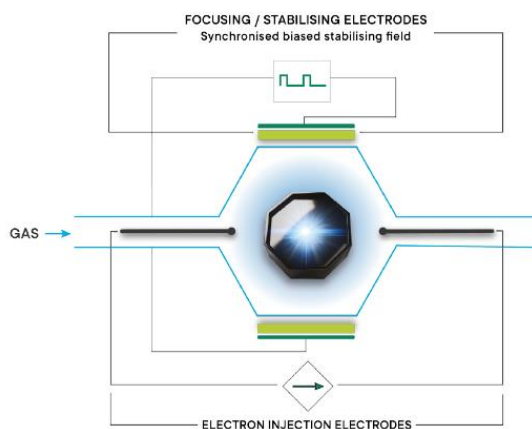 FOCUSING / STABILISING ELECTRODES
Synchronised biased stabilising field
GAS
ELECTRON INJECTION ELECTRODES